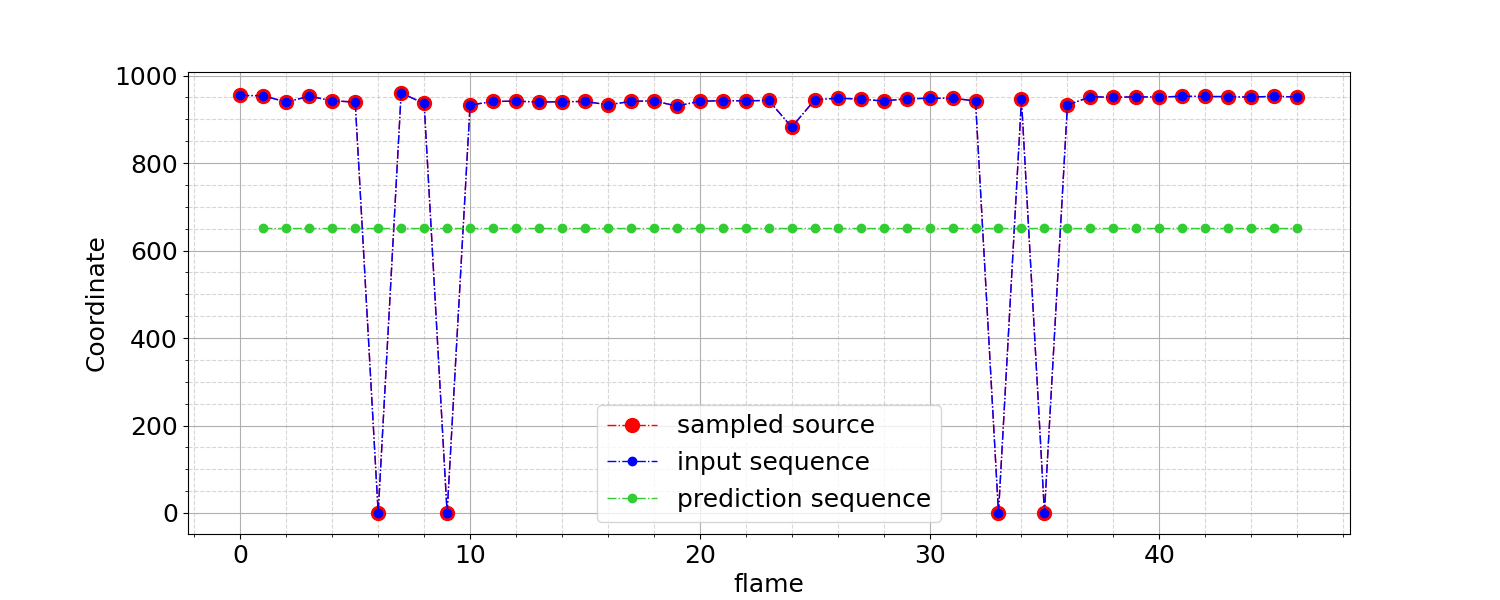 1000
800
600
400
200
0
Coordinate
sampled source
input sequence
prediction sequence
0 10 20 30 40
flame